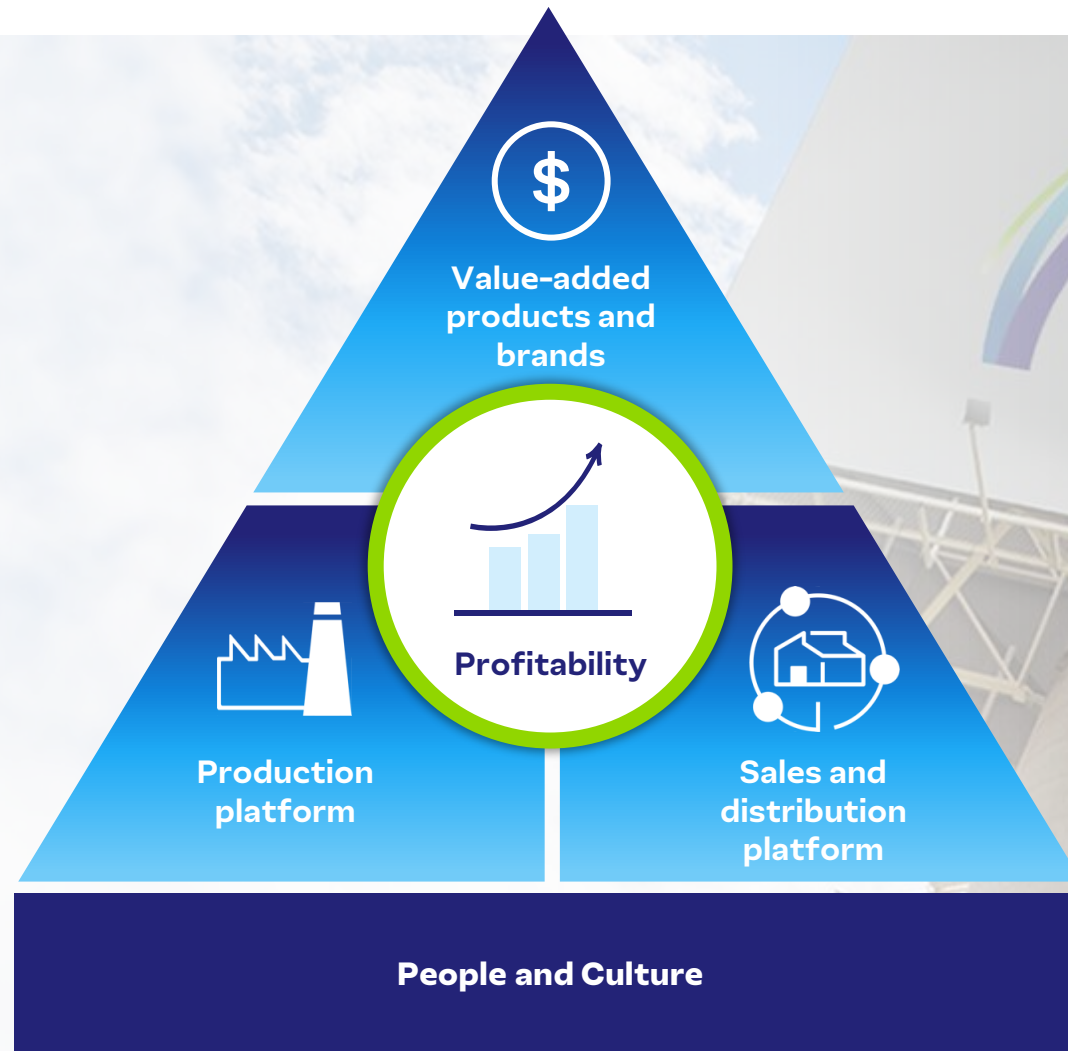 $
Value-added
products and
brands
Profitability
Production
platform
Sales and
distribution
platform
People and Culture